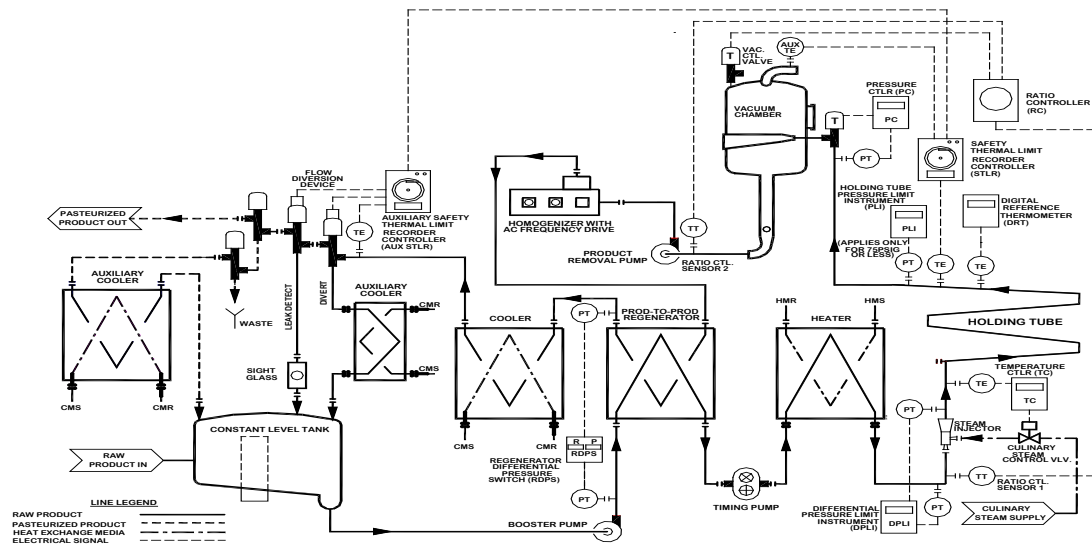 AUX
TE
T
VAC.
CTL.
VALVE
PRESSURE
CTLR (PC)
PC
RATIO
CONTROLLER
(RC)
VACUUM
CHAMBER
T
PT
SAFETY
THERMAL LIMIT
RECORDER
CONTROLLER
(STLR)
FLOW
DIVERSION
DEVICE
HOLDING TUBE
PRESSURE LIMIT
INSTRUMENT (PLI)
PLI
DIGITAL
REFERENCE
THERMOMETER
(DRT)
PASTEURIZED
PRODUCT OUT
AUXILIARY SAFETY
THERMAL LIMIT
RECORDER
CONTROLLER
(AUX STLR)
TE
HOMOGENIZER WITH
AC FREQUENCY DRIVE
TT
(APPLIES ONLY
FOR 75PSIG
OR LESS)
PT
TE
TE
PRODUCT
REMOVAL PUMP
RATIO CTL.
SENSOR 2
AUXILIARY
COOLER
WASTE
LEAK DETECT
DIVERT
AUXILIARY
COOLER
CMR
CMS
COOLER
PT
PROD-TO-PROD
REGENERATOR
HMR
HMS
HEATER
HOLDING TUBE
SIGHT
GLASS
CMS
CMR
TEMPERATURE
CTLR (TC)
TE
TC
PT
STEAM
INJECTOR
CULINARY
STEAM
CONTROL VLV.
CONSTANT LEVEL TANK
CMS
CMR
R P
RDPS
REGENERATOR
DIFFERENTIAL
PRESSURE
SWITCH (RDPS)
PT
RAW
PRODUCT IN
TT
RATIO CTL.
SENSOR 1
TIMING PUMP
BOOSTER PUMP
DIFFERENTIAL
PRESSURE LIMIT
INSTRUMENT
(DPLI)
DPLI
PT
CULINARY
STEAM SUPPLY
LINE LEGEND
RAW PRODUCT
PASTEURIZED PRODUCT
HEAT EXCHANGE MEDIA
ELECTRICAL SIGNAL